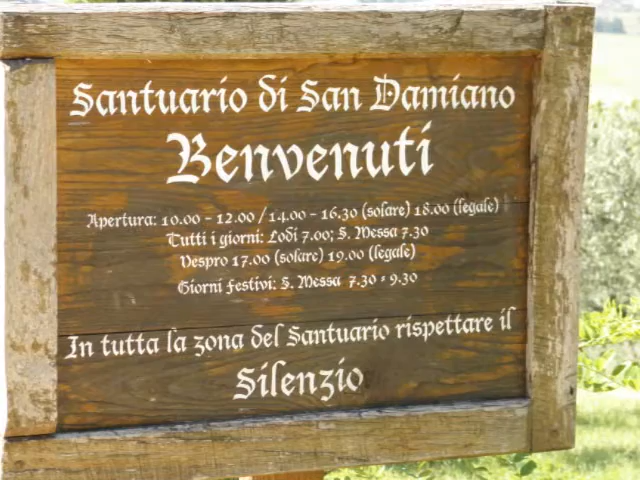 Santuario di San Damiano
Benvenuti
Apertura: 10.00 - 12.00 / 14.00 - 16.30 (solare) 18.00 (legale)
Tutti i giorni: Lodi 7.00; S. Messa 7.30
Vespro 17.00 (solare) 19.00 (legale)
Giorni festivi: S. Messa 7.30 - 9.30
In tutta la zona del Santuario rispettare il
Silenzio